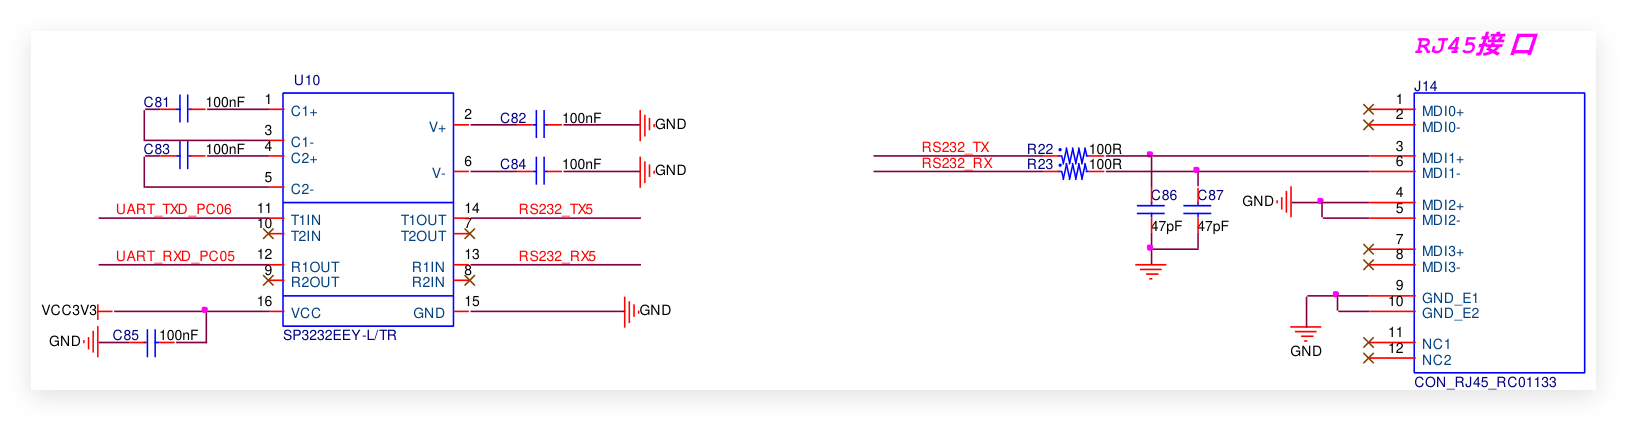 RJ45接口
U10
C81 100nF
1 C1+
3 C1-
C83 100nF
4 C2+
5 C2-
2 V+ C82 100nF GND
6 V- C84 100nF GND
UART_TXD_PC06 11 T1IN
10 T2IN
T1OUT 14 RS232_TX5
T2OUT 7
UART_RXD_PC05 12 R1OUT
9 R2OUT
R1IN 13 RS232_RX5
R2IN 8
VCC3V3 16 VCC
GND 15 GND
GND C85 100nF
SP3232EEY-L/TR
RS232_TX R22 100R
RS232_RX R23 100R
C86 C87
47pF 47pF
GND
J14
1 MDI0+
2 MDI0-
3 MDI1+
6 MDI1-
4 MDI2+
5 MDI2-
7 MDI3+
8 MDI3-
9 GND_E1
10 GND_E2
GND
11 NC1
12 NC2
CON_RJ45_RC01133